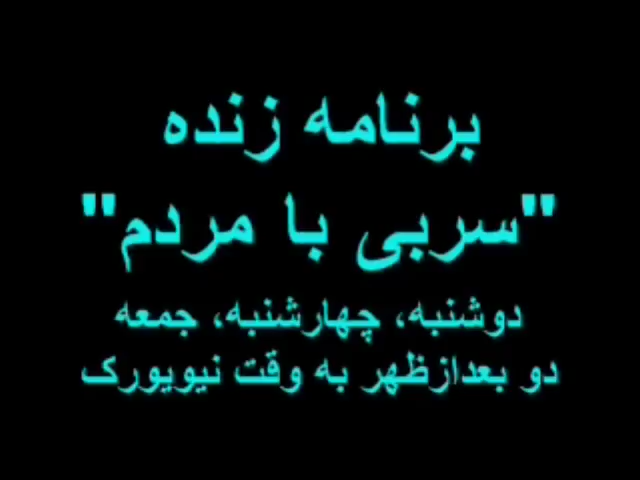 برنامه زنده
"سربی با مردم"
دوشنبه، چهارشنبه، جمعه
دو بعدازظهر به وقت نیویورک